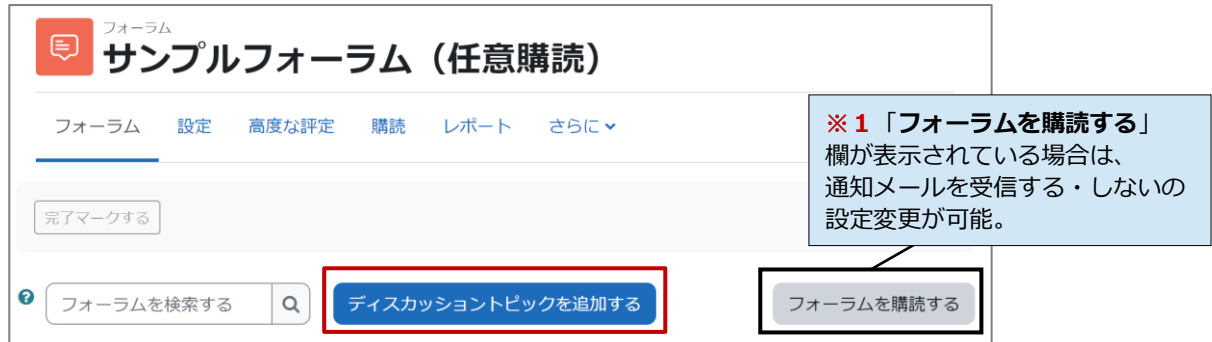 フォーラム
サンプルフォーラム（任意購読）
フォーラム 設定 高度な評定 購読 レポート さらに
※１「フォーラムを購読する」
欄が表示されている場合は、
通知メールを受信する・しないの
設定変更が可能。
完了マークする
? フォーラムを検索する ディスカッショントピックを追加する フォーラムを購読する